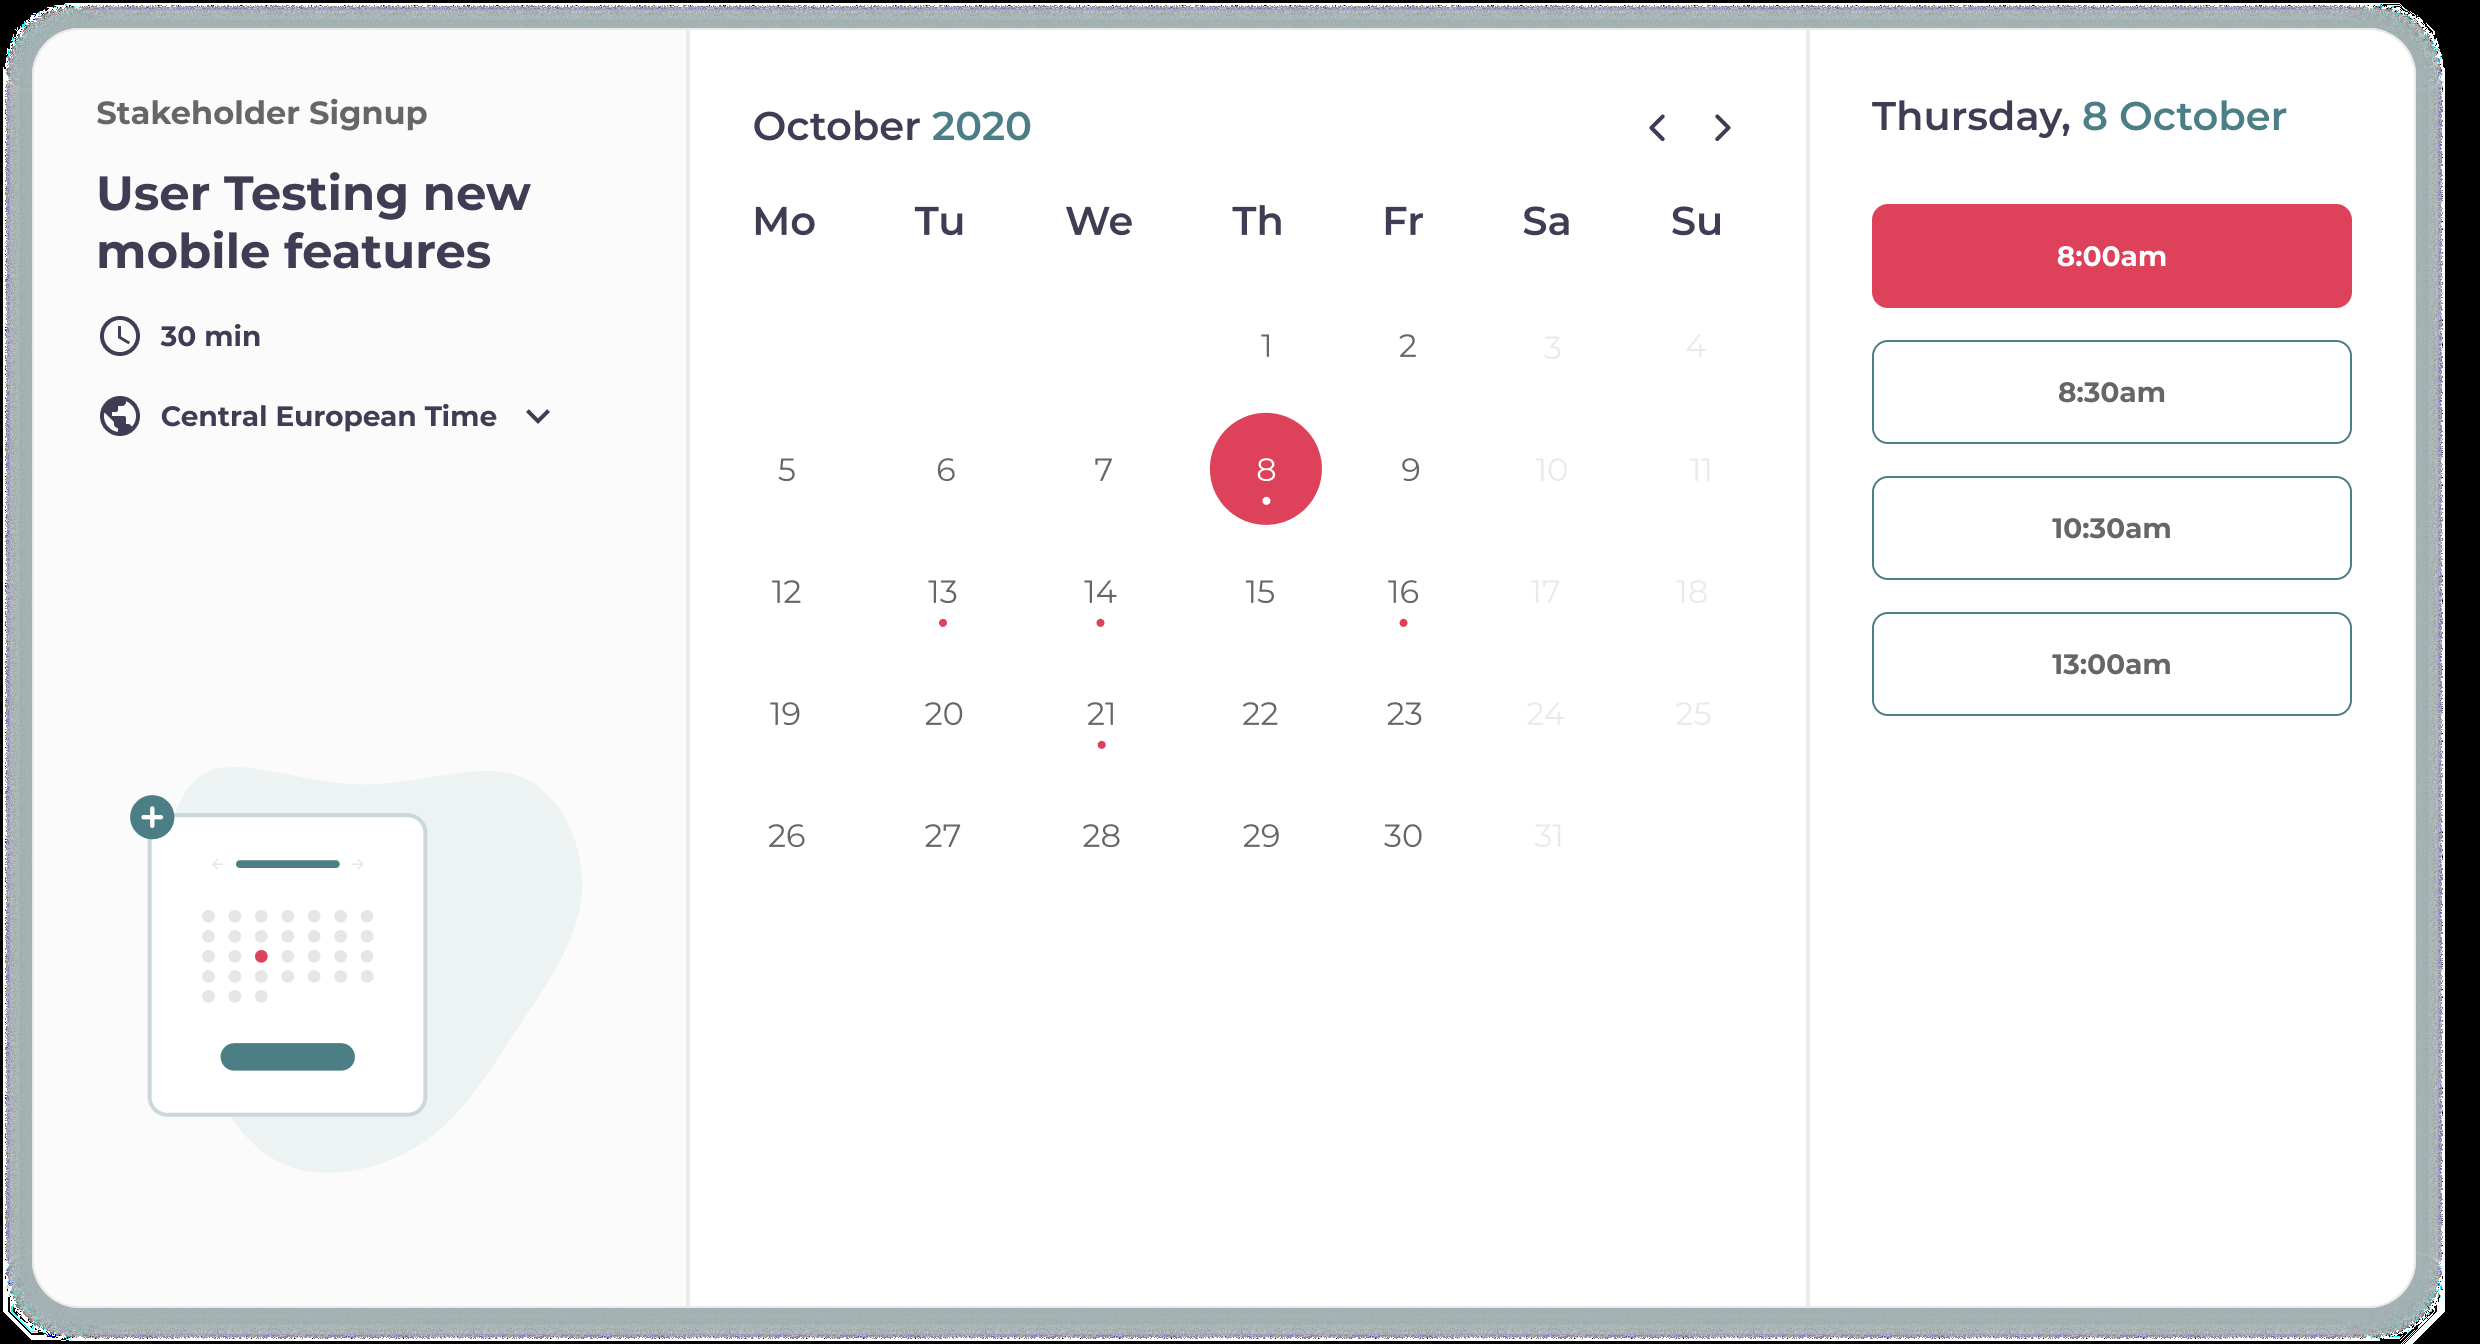 Stakeholder Signup
User Testing new
mobile features
30 min
Central European Time
October 2020
Mo Tu We Th Fr Sa Su
1 2 3 4
5 6 7 8 9 10 11
12 13 14 15 16 17 18
19 20 21 22 23 24 25
26 27 28 29 30 31
Thursday, 8 October
8:00am
8:30am
10:30am
13:00am